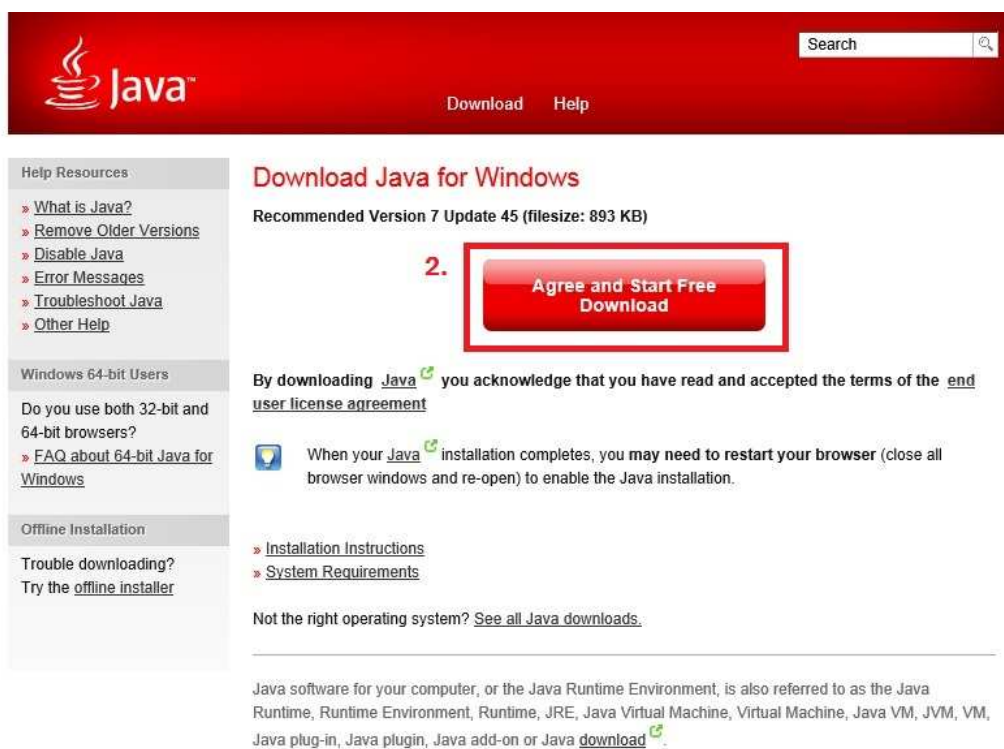 Java™
Search
Download Help
Help Resources
» What is Java?
» Remove Older Versions
» Disable Java
» Error Messages
» Troubleshoot Java
» Other Help
Windows 64-bit Users
Do you use both 32-bit and
64-bit browsers?
» FAQ about 64-bit Java for
Windows
Offline Installation
Trouble downloading?
Try the offline installer
Download Java for Windows
Recommended Version 7 Update 45 (filesize: 893 KB)
2.
Agree and Start Free
Download
By downloading Java you acknowledge that you have read and accepted the terms of the end
user license agreement
When your Java installation completes, you may need to restart your browser (close all
browser windows and re-open) to enable the Java installation.
» Installation Instructions
» System Requirements
Not the right operating system? See all Java downloads.
Java software for your computer, or the Java Runtime Environment, is also referred to as the Java
Runtime, Runtime Environment, Runtime, JRE, Java Virtual Machine, Virtual Machine, Java VM, JVM, VM,
Java plug-in, Java plugin, Java add-on or Java download.